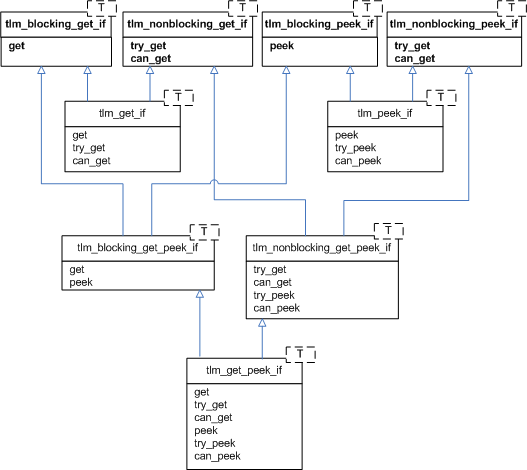 T
T
T
T
tlm_blocking_get_if
tlm_nonblocking_get_if
tlm_blocking_peek_if
tlm_nonblocking_peek_if
get
try_get
can_get
peek
try_get
can_get
T
tlm_get_if
get
try_get
can_get
T
tlm_peek_if
peek
try_peek
can_peek
T
tlm_blocking_get_peek_if
get
peek
T
tlm_nonblocking_get_peek_if
try_get
can_get
try_peek
can_peek
T
tlm_get_peek_if
get
try_get
can_get
peek
try_peek
can_peek